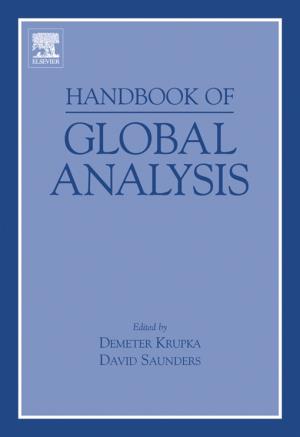 ELSEVIER
HANDBOOK OF
GLOBAL
ANALYSIS
Edited by
DEMETER KRUPKA
DAVID SAUNDERS